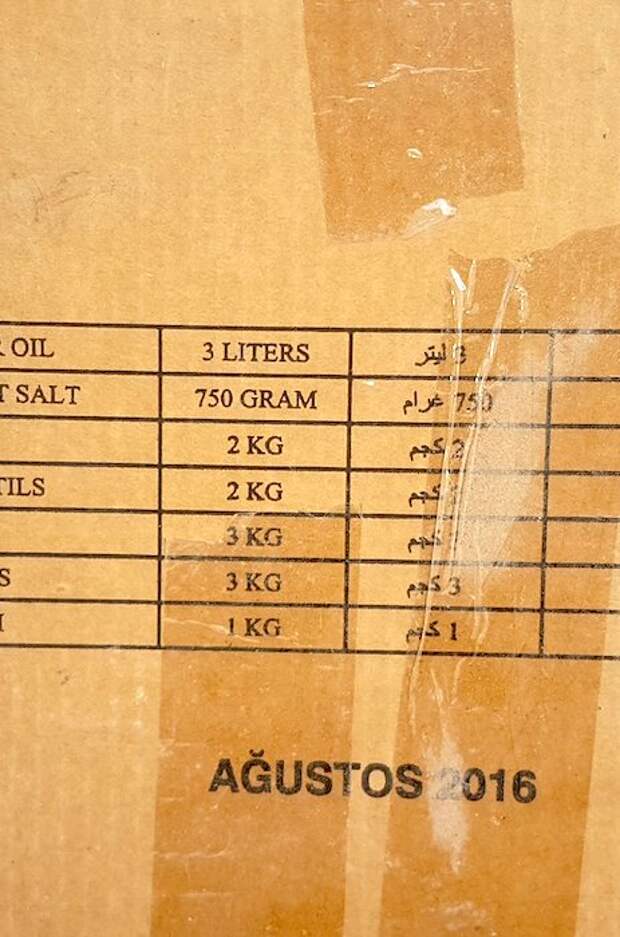 R OIL 3 LITERS 3 ليتر
T SALT 750 GRAM 750 غرام
2 KG 2 كجم
TILS 2 KG كجم
3 KG كجم
S 3 KG 3 كجم
1 KG 1 كجم
AĞUSTOS 2016